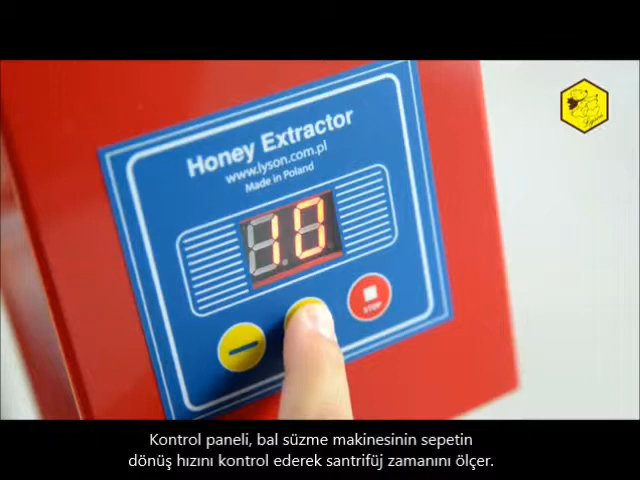 Honey Extractor
www.lyson.com.pl
Made in Poland
10
STOP
Kontrol paneli, bal süzme makinesinin sepetin
dönüş hızını kontrol ederek santrifüj zamanını ölçer.